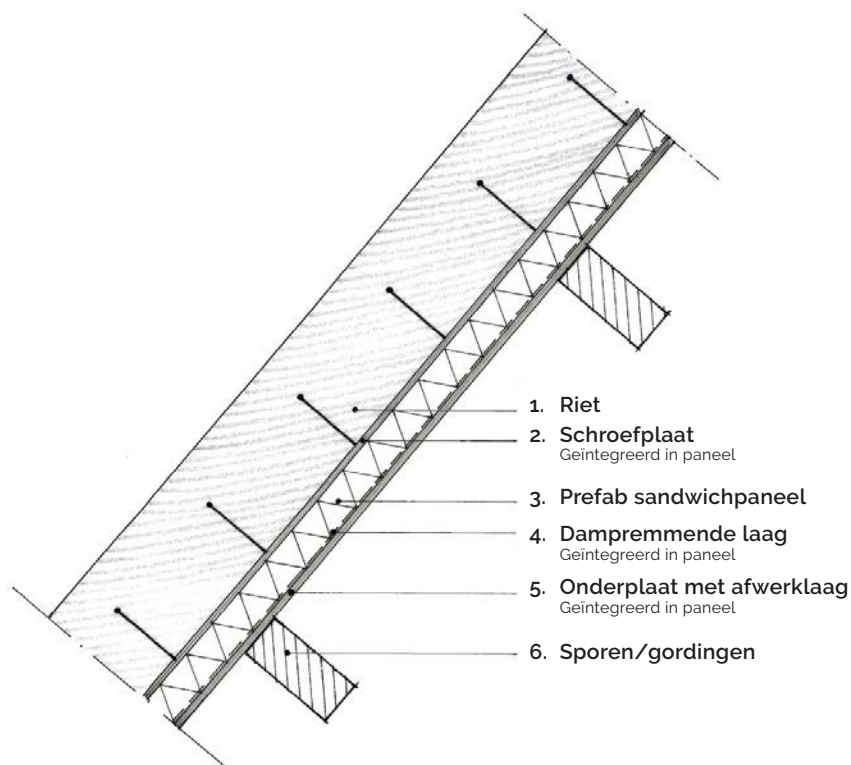 1. Riet
2. Schroefplaat
Geïntegreerd in paneel
3. Prefab sandwichpaneel
4. Dampremmende laag
Geïntegreerd in paneel
5. Onderplaat met afwerklaag
Geïntegreerd in paneel
6. Sporen/gordingen